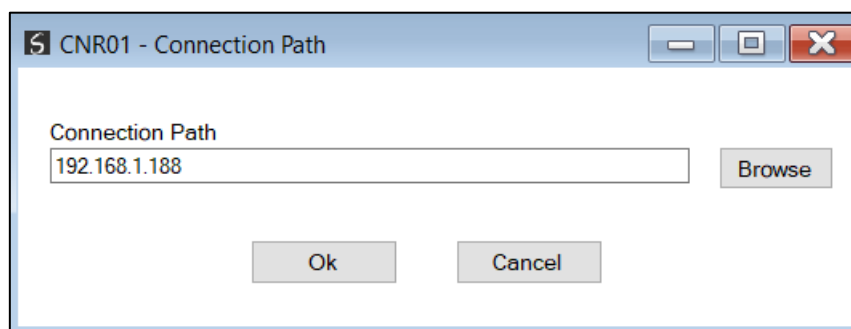 CNR01 - Connection Path
Connection Path
192.168.1.188
Browse
Ok
Cancel